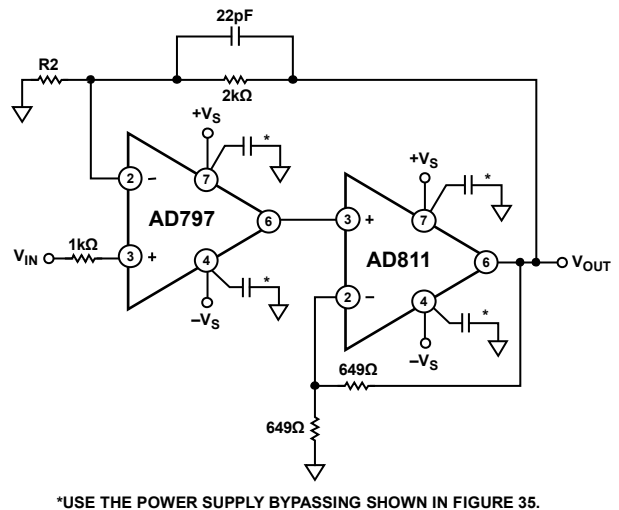 22pF
R2
2kΩ
+VS
*
2
−
7
AD797
6
VIN
1kΩ
3
+
4
*
−VS
+VS
*
3
+
7
AD811
6
VOUT
2
−
4
*
−VS
649Ω
649Ω
*USE THE POWER SUPPLY BYPASSING SHOWN IN FIGURE 35.